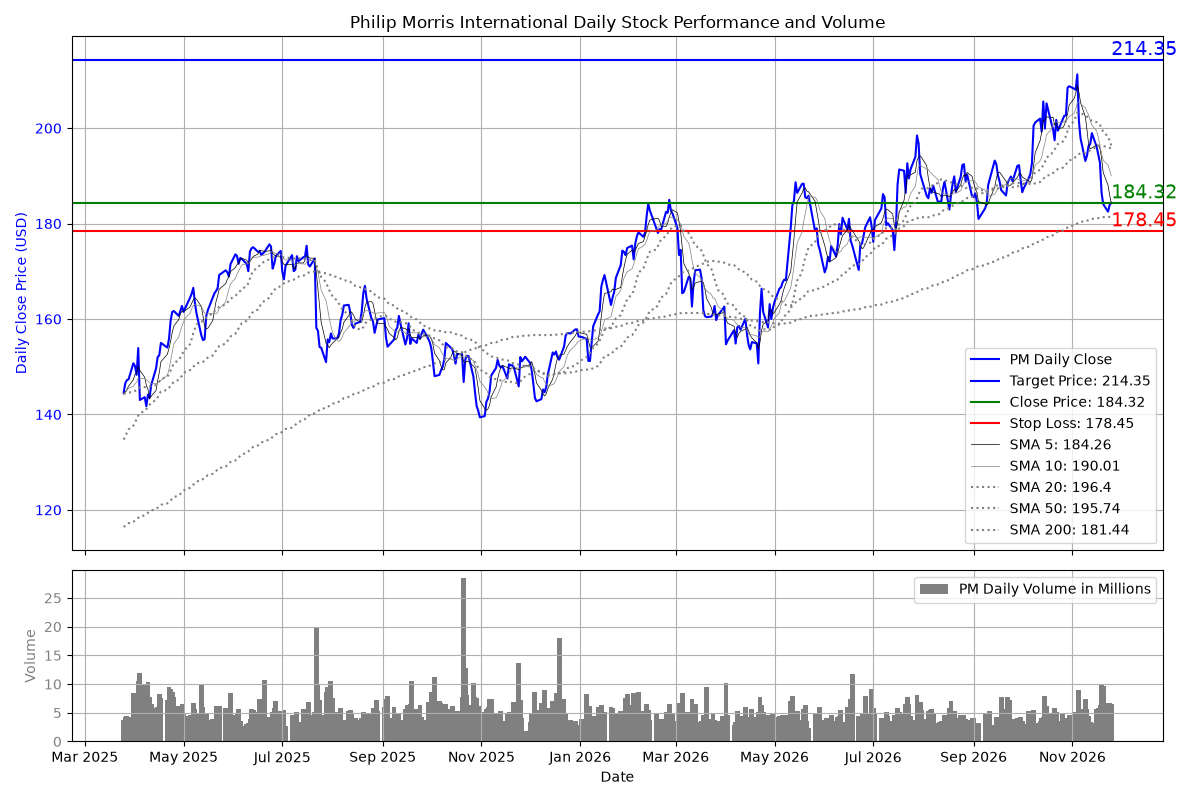 Philip Morris International Daily Stock Performance and Volume
Daily Close Price (USD)
200
180
160
140
120
214.35
184.32
178.45
PM Daily Close
Target Price: 214.35
Close Price: 184.32
Stop Loss: 178.45
SMA 5: 184.26
SMA 10: 190.01
SMA 20: 196.4
SMA 50: 195.74
SMA 200: 181.44
Volume
25
20
15
10
5
0
PM Daily Volume in Millions
Mar 2025
May 2025
Jul 2025
Sep 2025
Nov 2025
Jan 2026
Mar 2026
May 2026
Jul 2026
Sep 2026
Nov 2026
Date